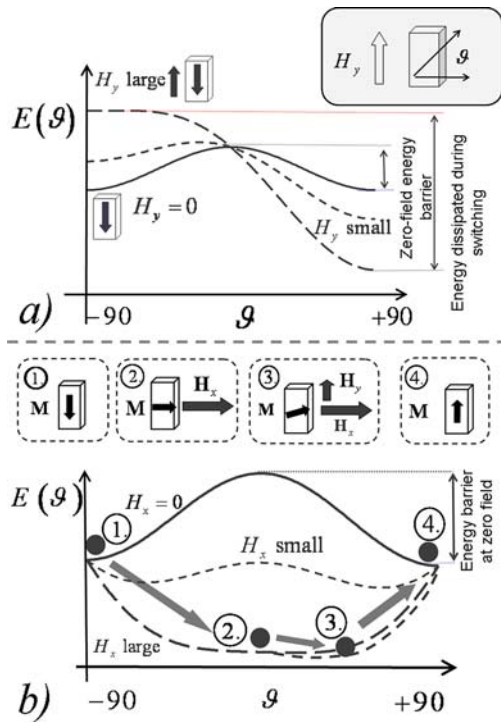 a)
H_y large
H_y
ϑ
E(ϑ)
H_y = 0
H_y small
Zero-field energy
barrier
Energy dissipated during
switching
−90
ϑ
+90
1.
M
2.
M
H_x
3.
M
H_y
H_x
4.
M
E(ϑ)
H_x = 0
1.
H_x small
4.
Energy barrier
at zero field
2.
3.
H_x large
b)
−90
ϑ
+90